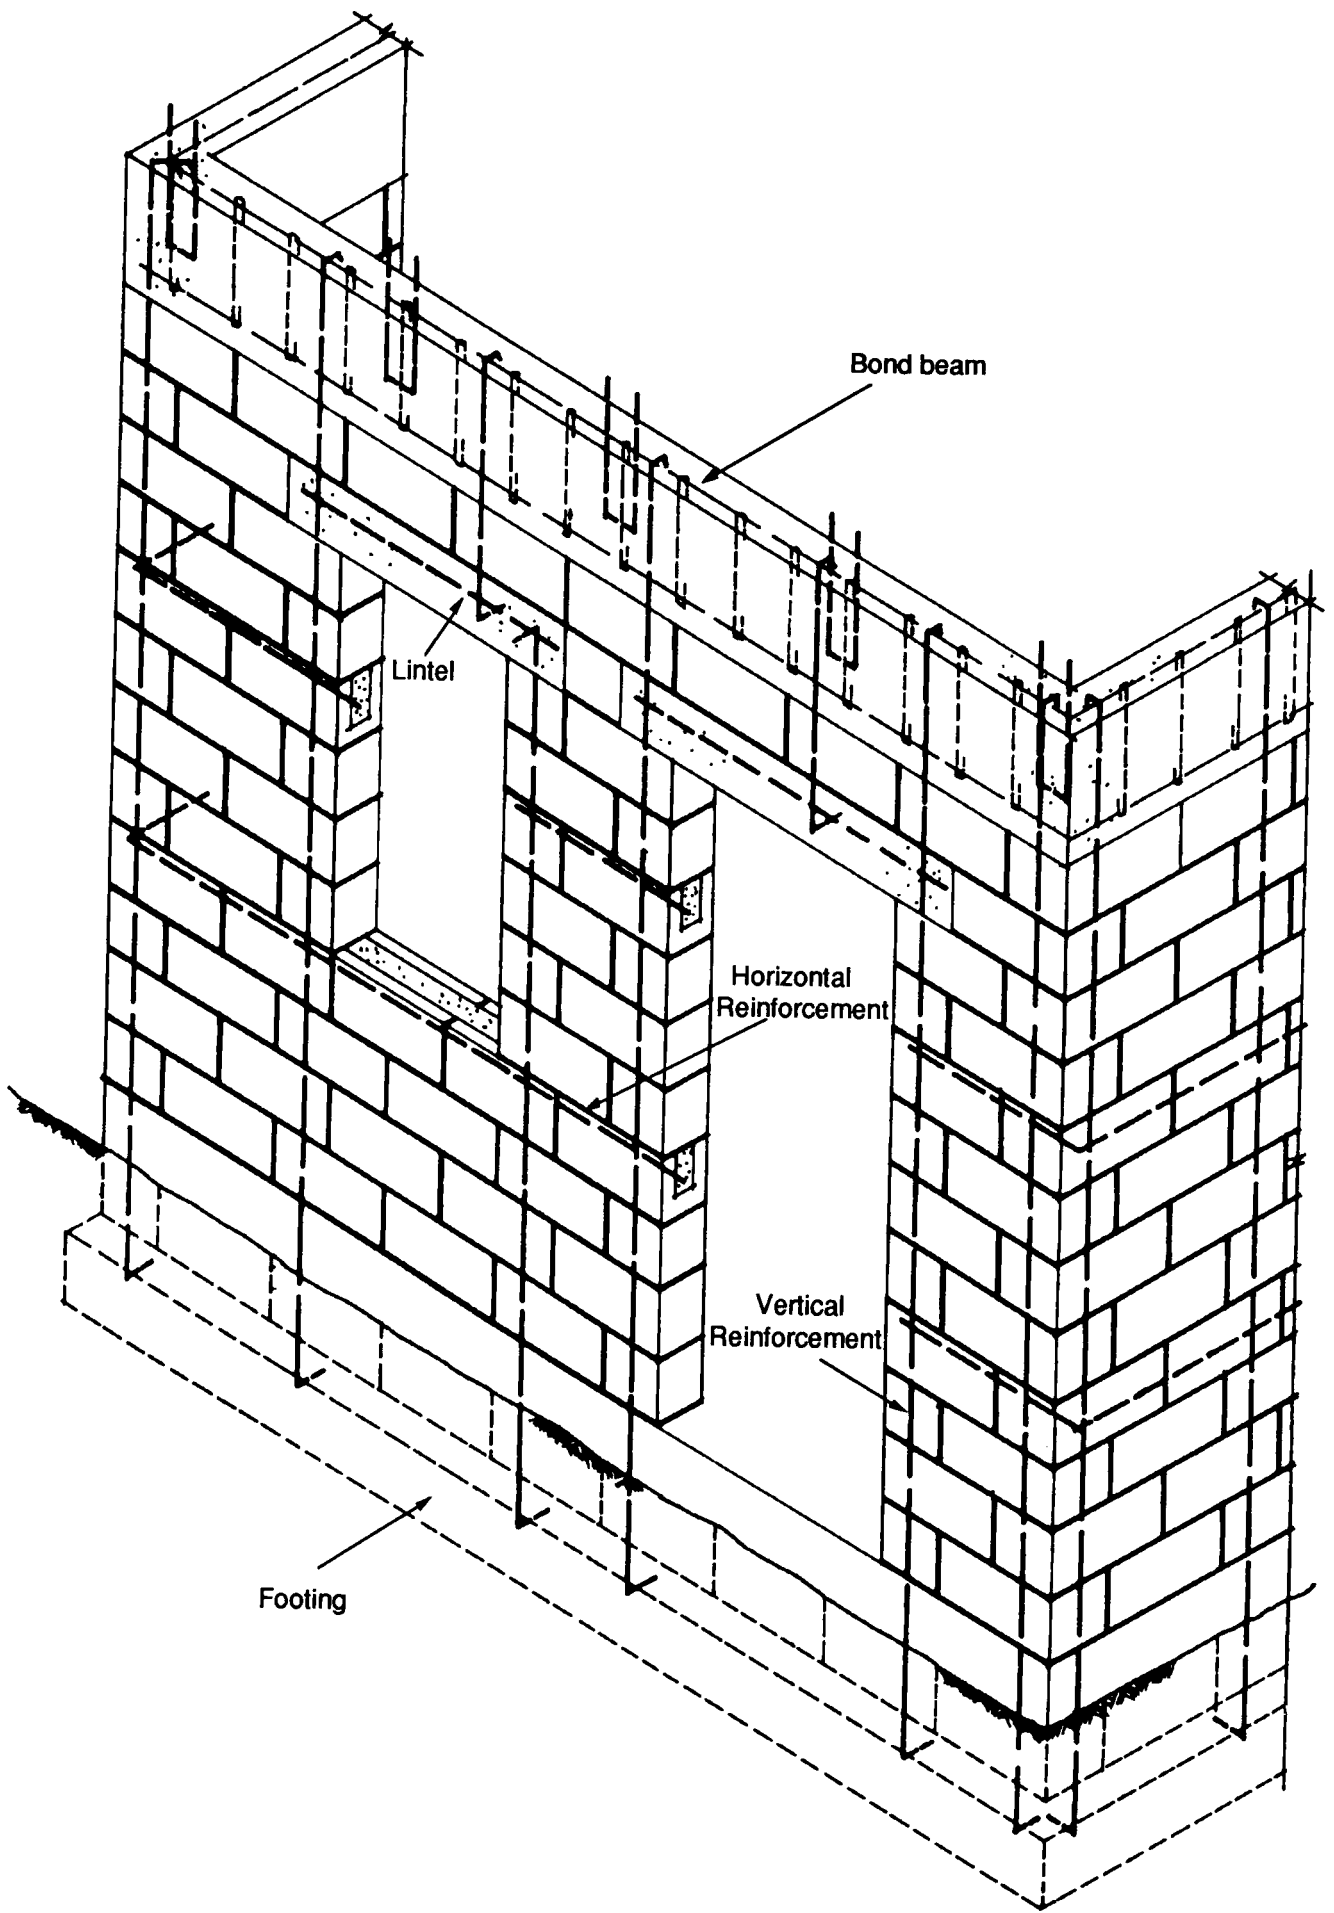 Bond beam
Lintel
Horizontal
Reinforcement
Vertical
Reinforcement
Footing